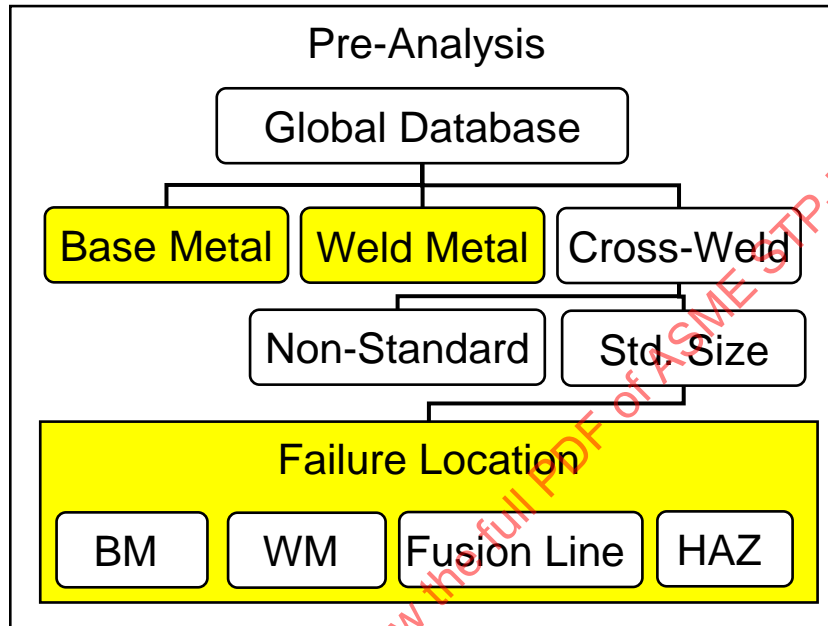 Pre-Analysis
Global Database
Base Metal
Weld Metal
Cross-Weld
Non-Standard
Std. Size
Failure Location
BM
WM
Fusion Line
HAZ
w the full PDF of ASME STP-